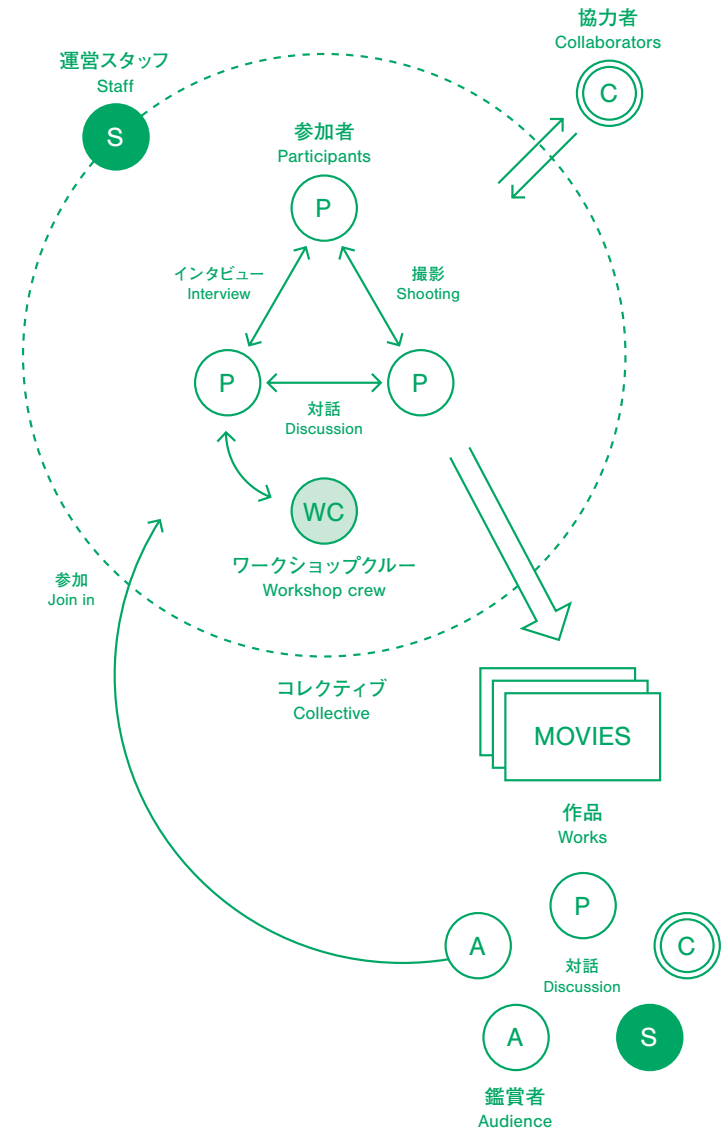 協力者
Collaborators
C
運営スタッフ
Staff
S
参加者
Participants
P
インタビュー
Interview
撮影
Shooting
P
P
対話
Discussion
WC
ワークショップクルー
Workshop crew
参加
Join in
コレクティブ
Collective
MOVIES
作品
Works
P
A
C
対話
Discussion
A
S
鑑賞者
Audience